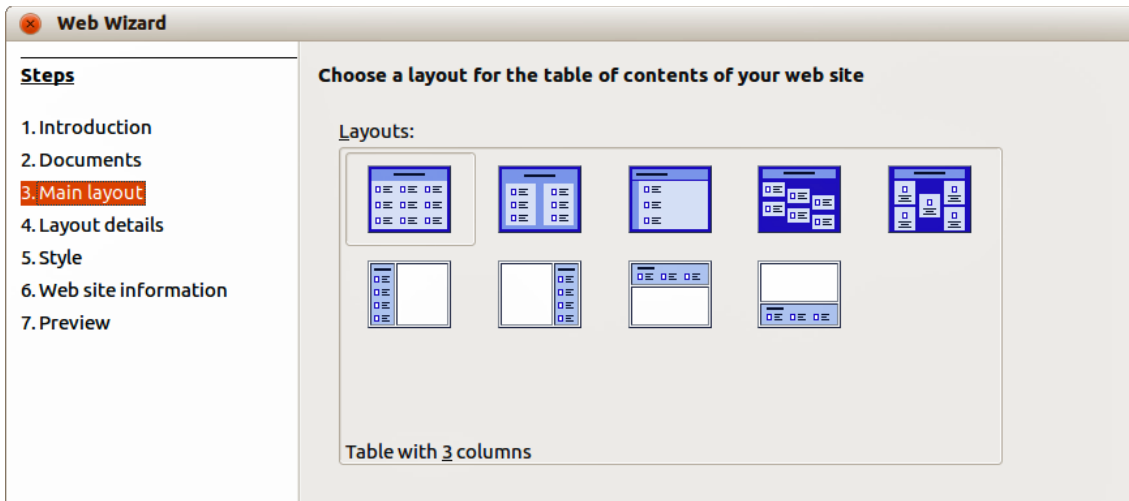 Web Wizard
Steps
1. Introduction
2. Documents
3. Main layout
4. Layout details
5. Style
6. Web site information
7. Preview
Choose a layout for the table of contents of your web site
Layouts:
Table with 3 columns